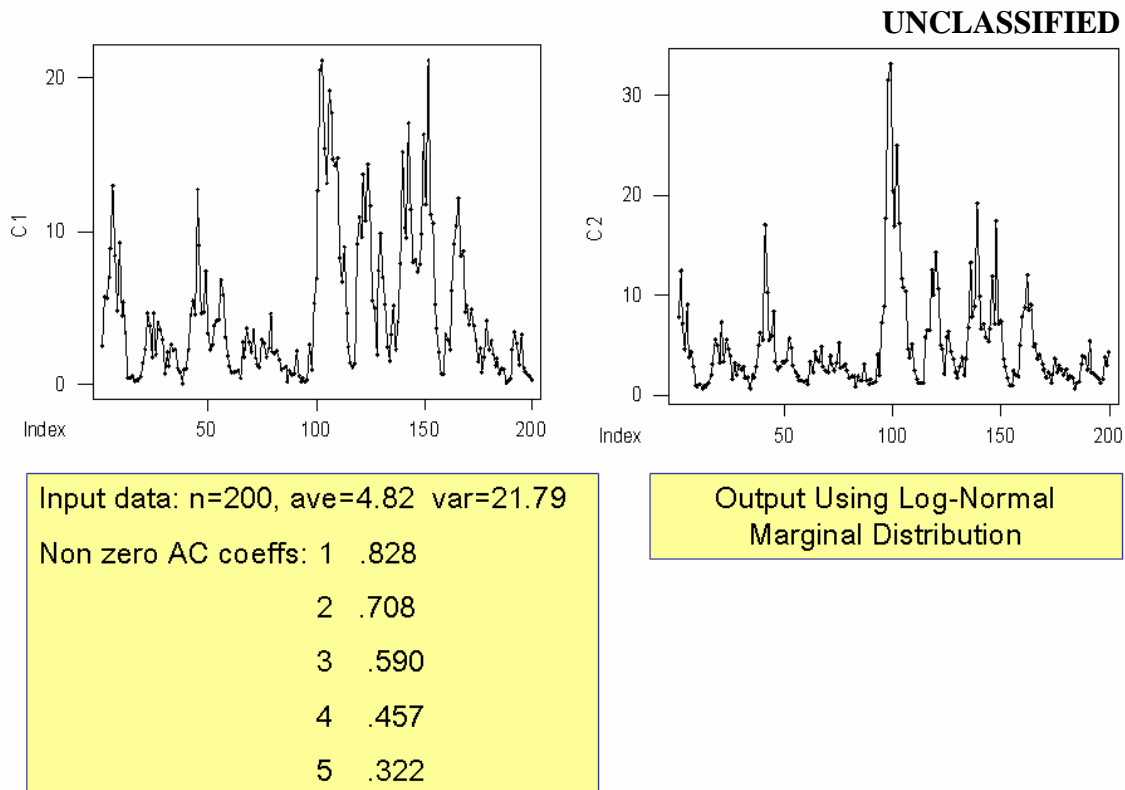 UNCLASSIFIED
C1
20
10
0
Index
50
100
150
200
C2
30
20
10
0
Index
50
100
150
200
Input data: n=200, ave=4.82 var=21.79
Non zero AC coeffs: 1 .828
2 .708
3 .590
4 .457
5 .322
Output Using Log-Normal
Marginal Distribution